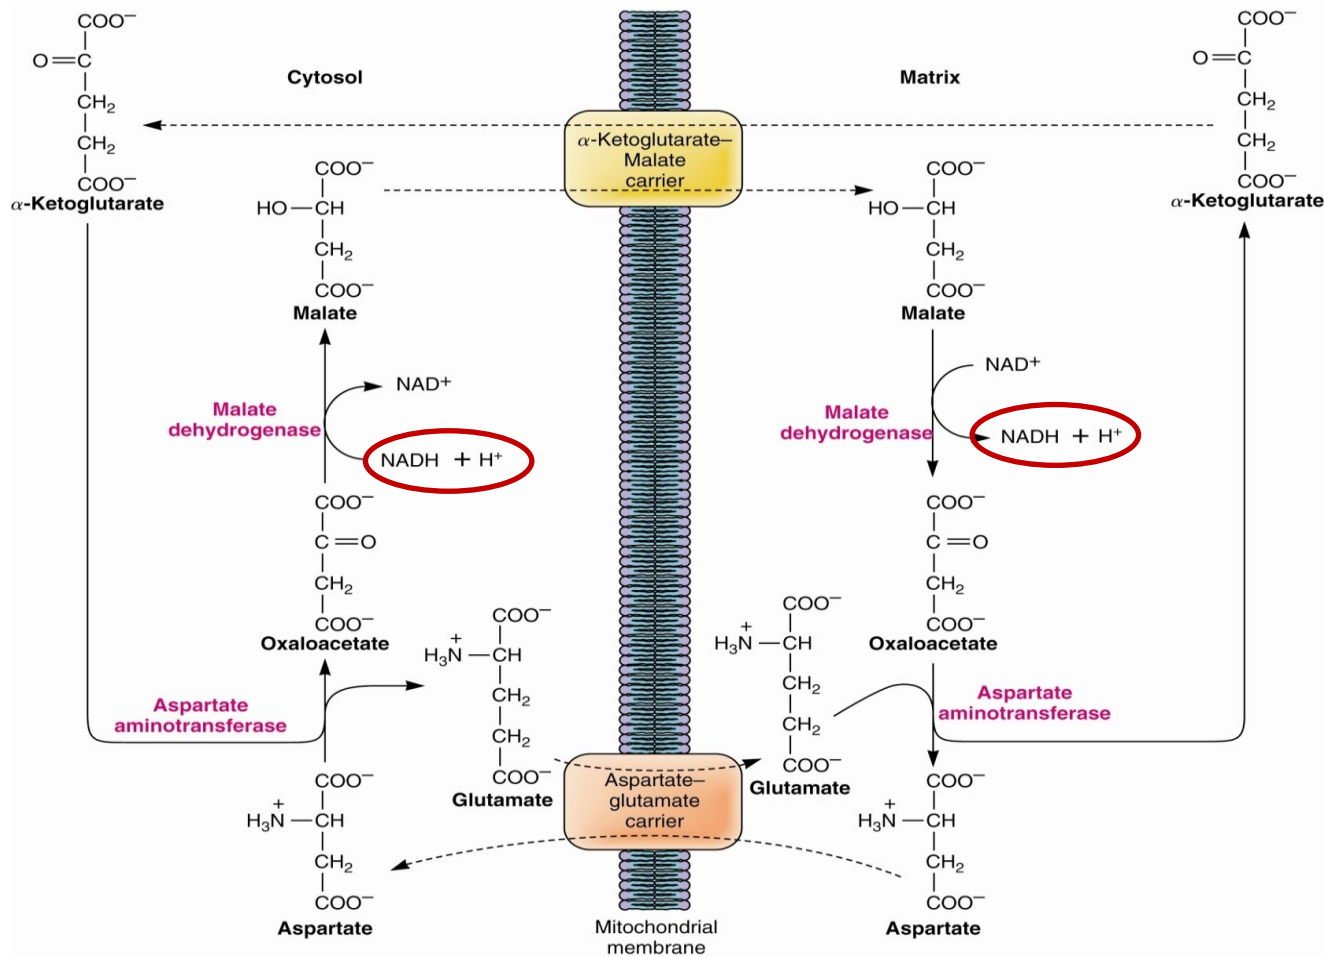 COO−
O=C
CH2
CH2
COO−
α-Ketoglutarate
Cytosol
COO−
HO—CH
CH2
COO−
Malate
NAD+
Malate
dehydrogenase
NADH + H+
COO−
C=O
CH2
COO−
Oxaloacetate
Aspartate
aminotransferase
COO−
+
H3N—CH
CH2
CH2
COO−
Glutamate
COO−
+
H3N—CH
CH2
COO−
Aspartate
α-Ketoglutarate–
Malate
carrier
Aspartate–
glutamate
carrier
Mitochondrial
membrane
Matrix
COO−
HO—CH
CH2
COO−
Malate
NAD+
Malate
dehydrogenase
NADH + H+
COO−
C=O
CH2
COO−
Oxaloacetate
COO−
+
H3N—CH
CH2
CH2
COO−
Glutamate
Aspartate
aminotransferase
COO−
+
H3N—CH
CH2
COO−
Aspartate
COO−
O=C
CH2
CH2
COO−
α-Ketoglutarate